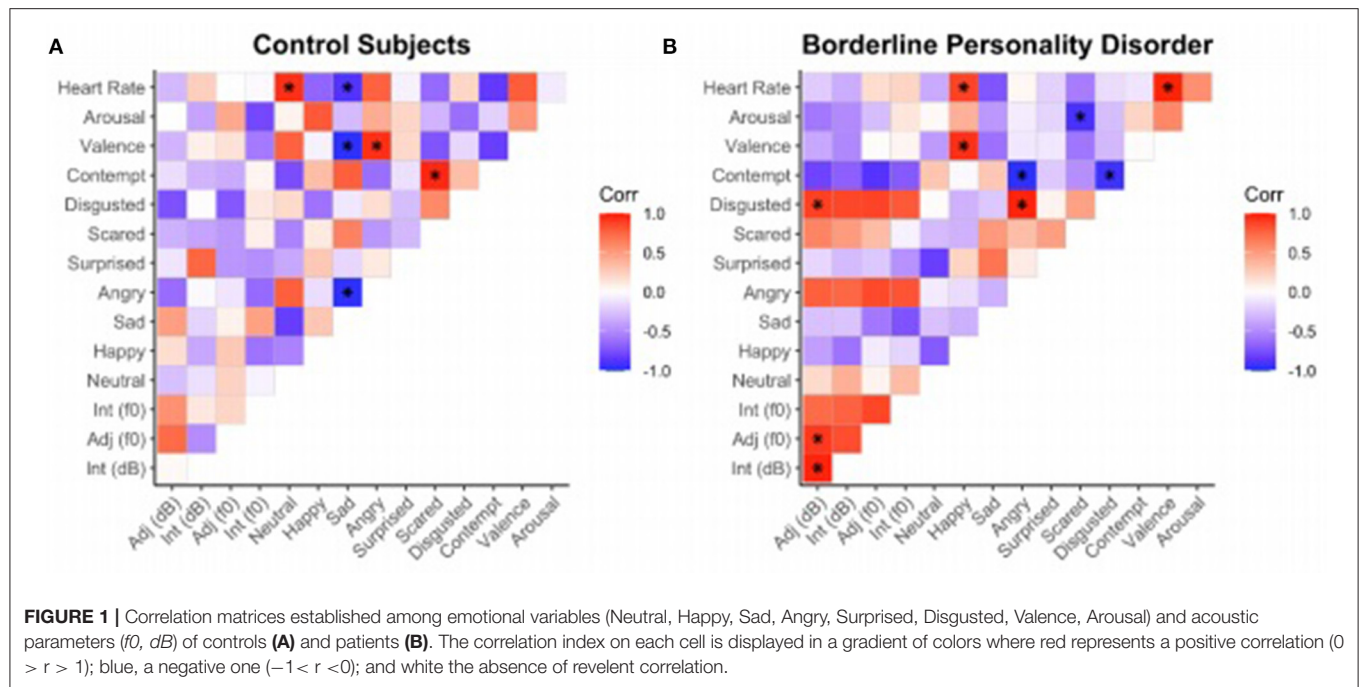 A
Control Subjects
Heart Rate
Arousal
Valence
Contempt
Disgusted
Scared
Surprised
Angry
Sad
Happy
Neutral
Int (f0)
Adj (f0)
Int (dB)
Adj (dB)
Int (dB)
Adj (f0)
Int (f0)
Neutral
Happy
Sad
Angry
Surprised
Scared
Disgusted
Contempt
Valence
Arousal
Corr
1.0
0.5
0.0
-0.5
-1.0
B
Borderline Personality Disorder
Heart Rate
Arousal
Valence
Contempt
Disgusted
Scared
Surprised
Angry
Sad
Happy
Neutral
Int (f0)
Adj (f0)
Int (dB)
Adj (dB)
Int (dB)
Adj (f0)
Int (f0)
Neutral
Happy
Sad
Angry
Surprised
Scared
Disgusted
Contempt
Valence
Arousal
Corr
1.0
0.5
0.0
-0.5
-1.0
FIGURE 1 | Correlation matrices established among emotional variables (Neutral, Happy, Sad, Angry, Surprised, Disgusted, Valence, Arousal) and acoustic
parameters (f0, dB) of controls (A) and patients (B). The correlation index on each cell is displayed in a gradient of colors where red represents a positive correlation (0
> r > 1); blue, a negative one (−1< r <0); and white the absence of revelent correlation.